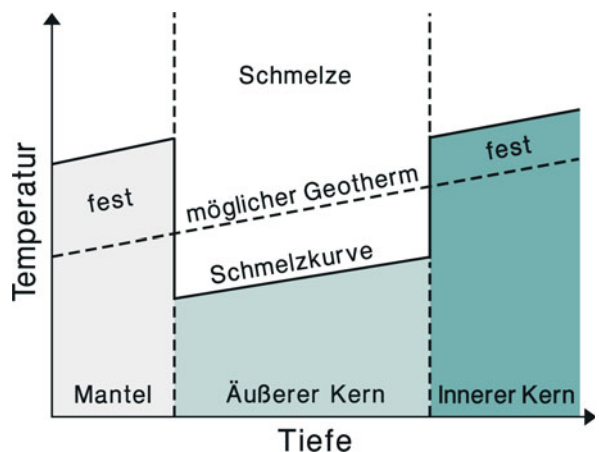 Schmelze
fest
fest
möglicher Geotherm
Schmelzkurve
Mantel
Äußerer Kern
Innerer Kern
Temperatur
Tiefe